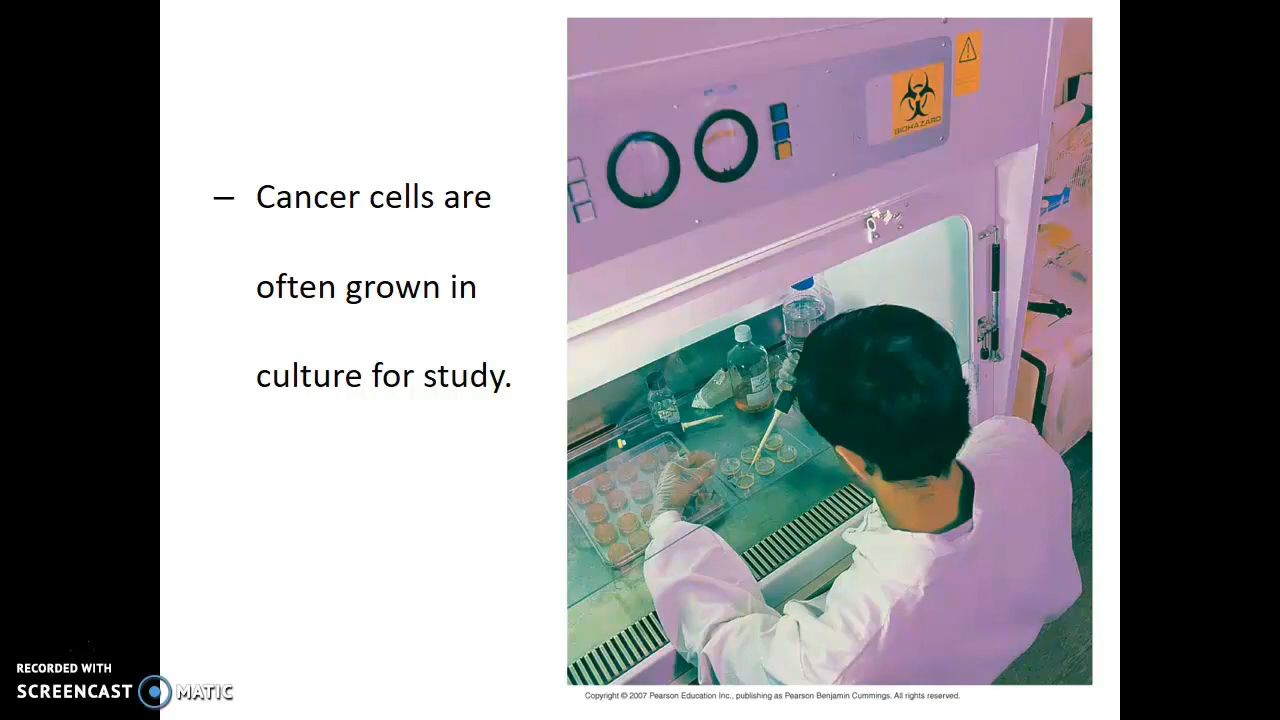 – Cancer cells are
often grown in
culture for study.
BIOHAZARD
Copyright © 2007 Pearson Education Inc., publishing as Pearson Benjamin Cummings. All rights reserved.
RECORDED WITH
SCREENCAST MATIC